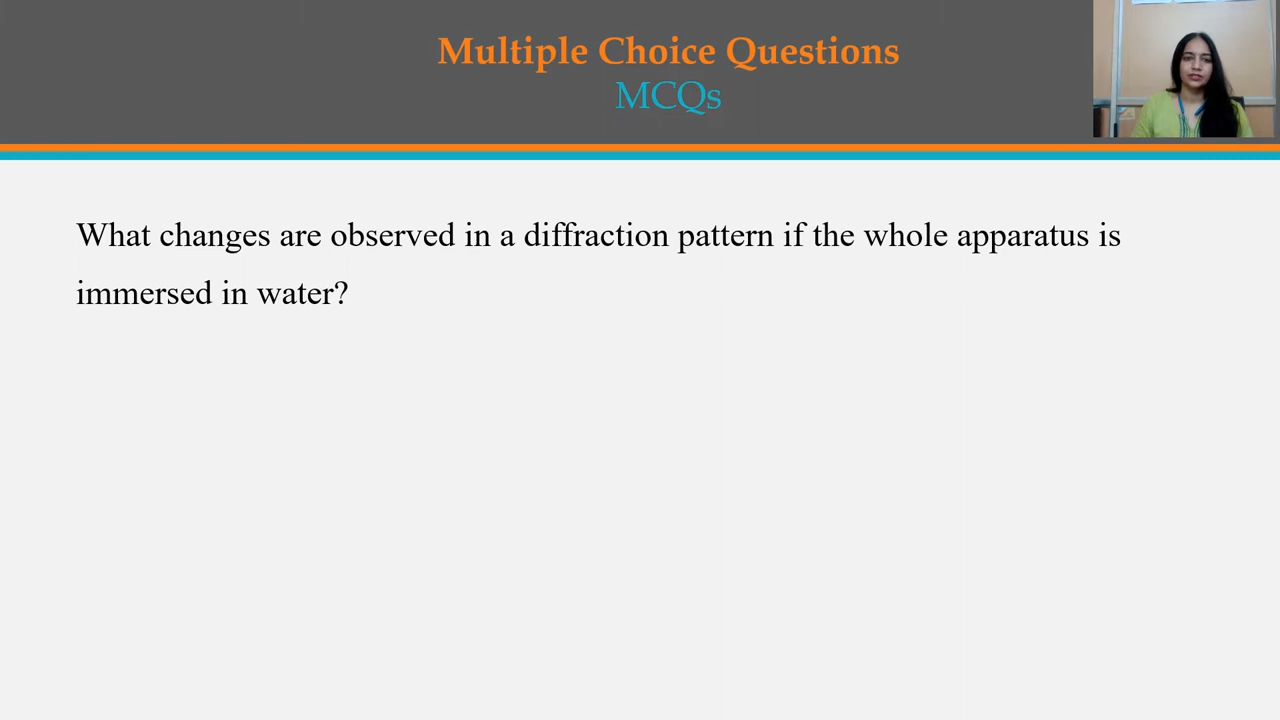 Multiple Choice Questions
MCQs
What changes are observed in a diffraction pattern if the whole apparatus is
immersed in water?